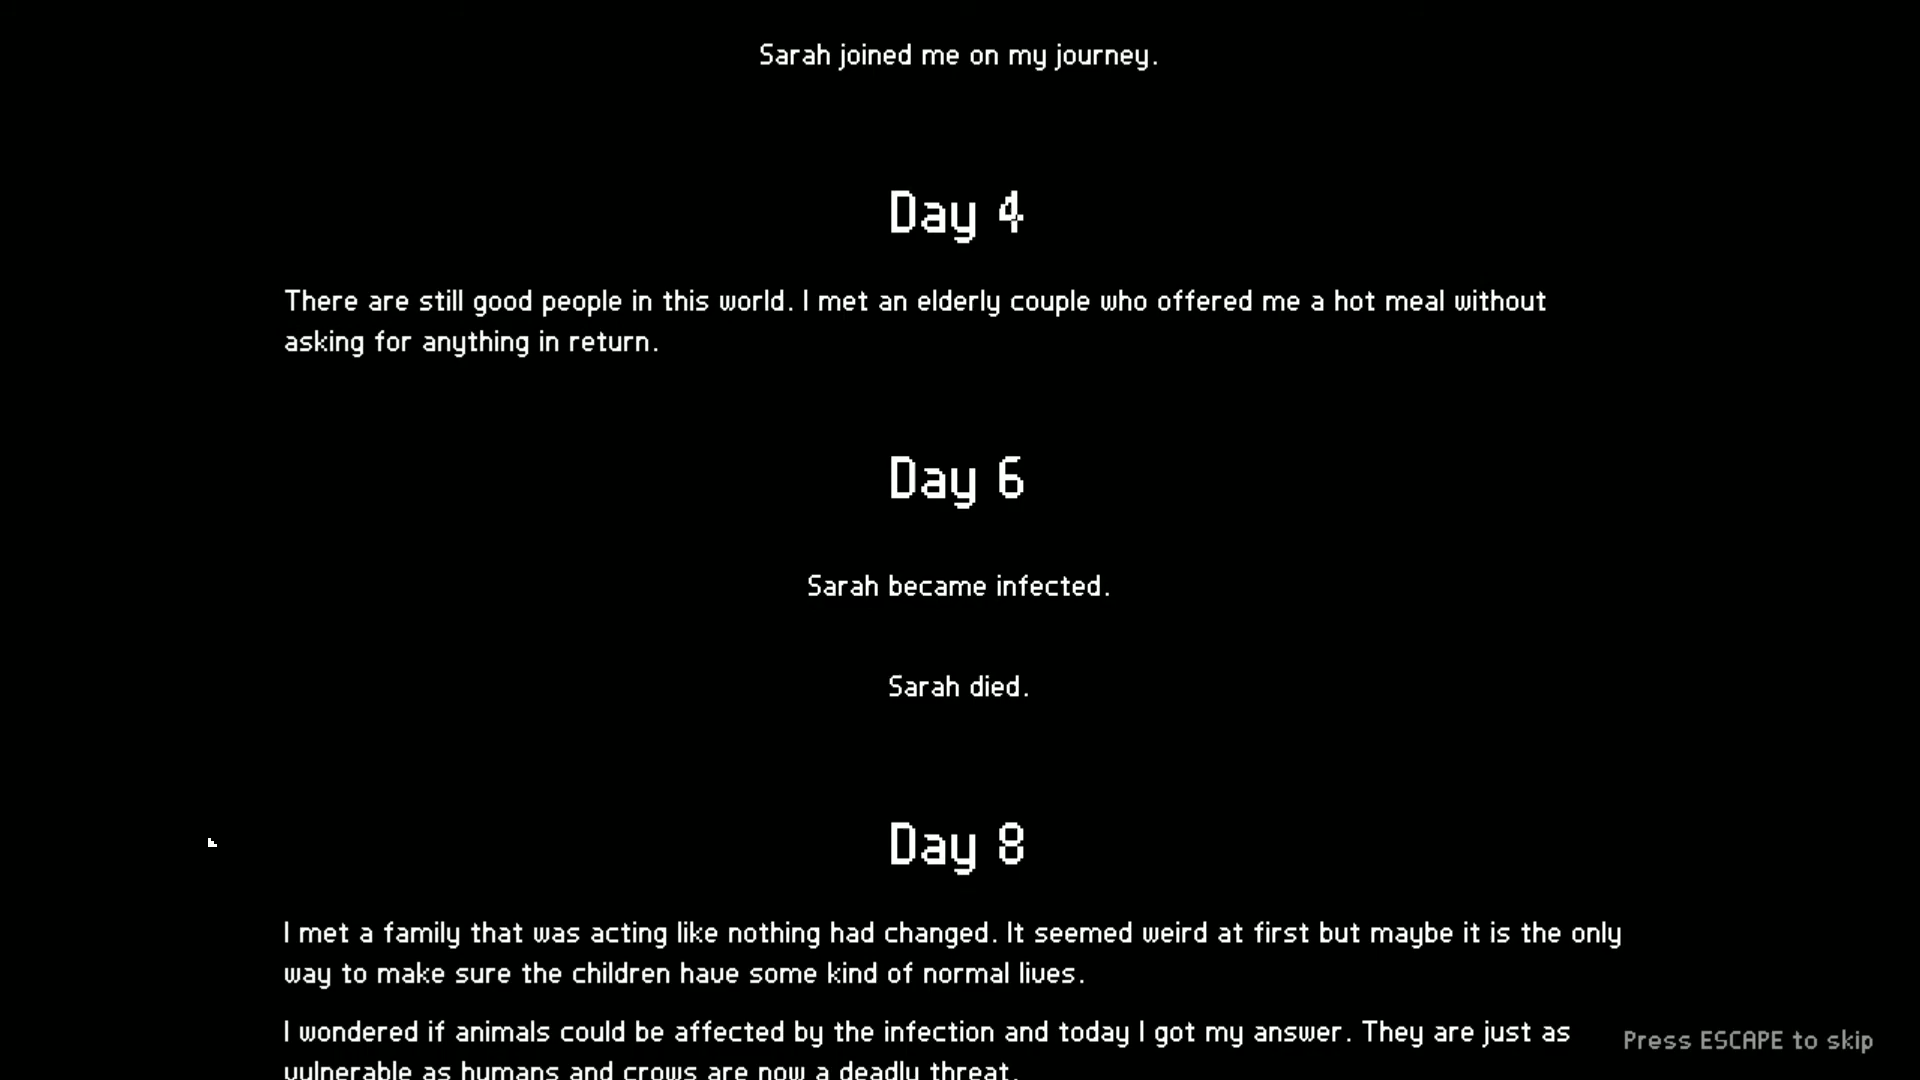 Sarah joined me on my journey.
Day 4
There are still good people in this world. I met an elderly couple who offered me a hot meal without
asking for anything in return.
Day 6
Sarah became infected.
Sarah died.
Day 8
I met a family that was acting like nothing had changed. It seemed weird at first but maybe it is the only
way to make sure the children have some kind of normal lives.
I wondered if animals could be affected by the infection and today I got my answer. They are just as
vulnerable as humans and crows are now a deadly threat.
Press ESCAPE to skip